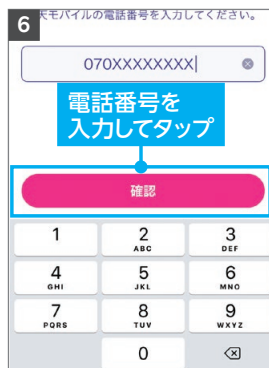 6
天モバイルの電話番号を入力してください。
070XXXXXXXX
電話番号を
入力してタップ
確認
1
2
ABC
3
DEF
4
GHI
5
JKL
6
MNO
7
PQRS
8
TUV
9
WXYZ
0